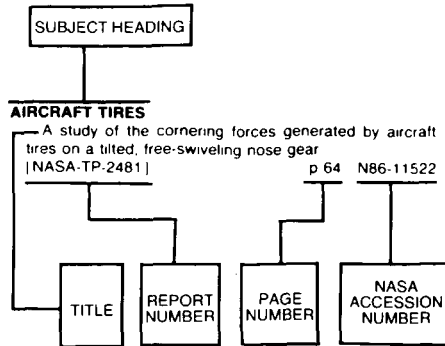 SUBJECT HEADING
AIRCRAFT TIRES
A study of the cornering forces generated by aircraft
tires on a tilted, free-swiveling nose gear
[NASA-TP-2481] p 64 N86-11522
TITLE
REPORT
NUMBER
PAGE
NUMBER
NASA
ACCESSION
NUMBER